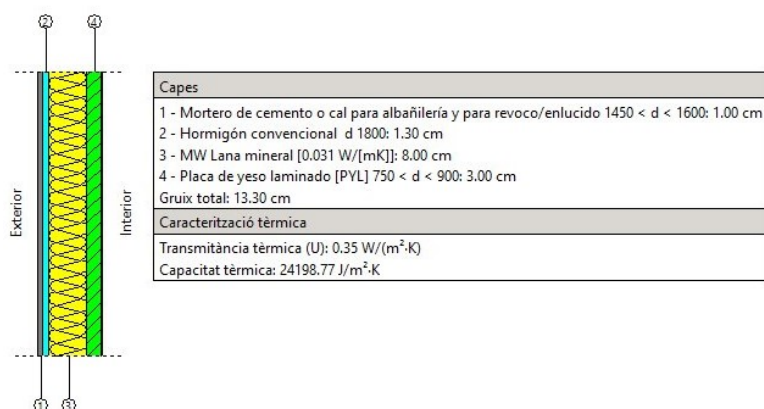 2 4
Exterior
Interior
Capes
1 - Mortero de cemento o cal para albañilería y para revoco/enlucido 1450 < d < 1600: 1.00 cm
2 - Hormigón convencional d 1800: 1.30 cm
3 - MW Lana mineral [0.031 W/[mK]]: 8.00 cm
4 - Placa de yeso laminado [PYL] 750 < d < 900: 3.00 cm
Gruix total: 13.30 cm
Caracterització tèrmica
Transmitància tèrmica (U): 0.35 W/(m²·K)
Capacitat tèrmica: 24198.77 J/m²·K
1 3